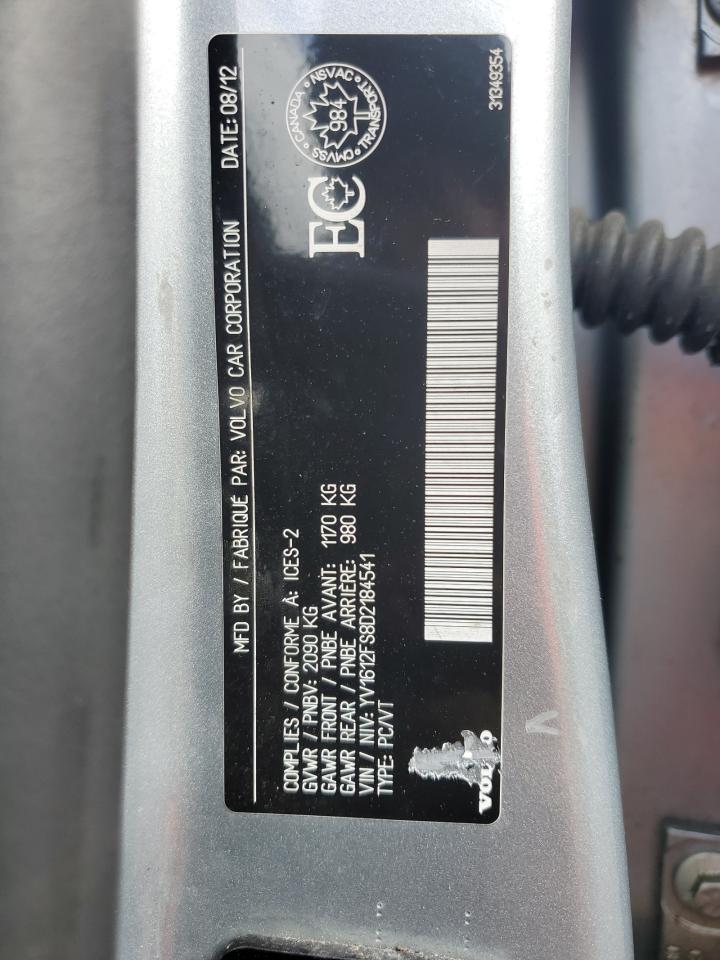 MFD BY / FABRIQUÉ PAR: VOLVO CAR CORPORATION DATE: 08/12
COMPLIES / CONFORME À: ICES-2
GVWR / PNBV: 2090 KG
GAWR FRONT / PNBE AVANT: 1170 KG
GAWR REAR / PNBE ARRIÈRE: 980 KG
VIN / NIV: YV1612FS8D2184541
TYPE: PC/VT
EC
CANADA NSVAC
984
CMVSS TRANSPORT
31349354